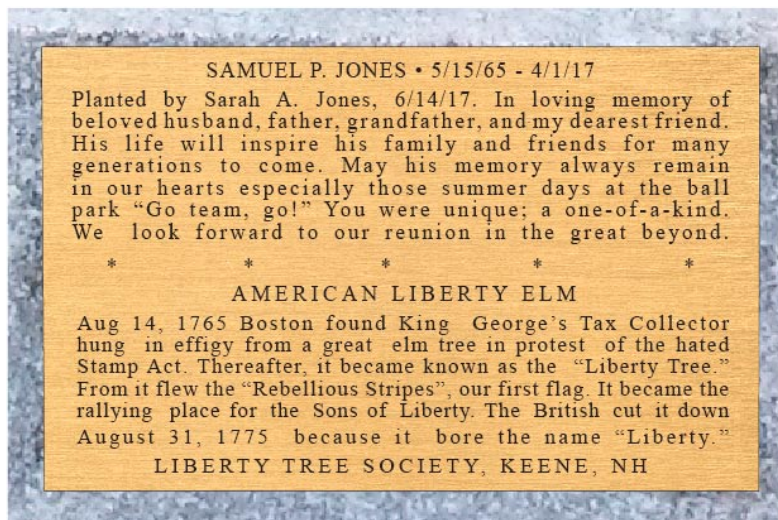 SAMUEL P. JONES • 5/15/65 - 4/1/17
Planted by Sarah A. Jones, 6/14/17. In loving memory of
beloved husband, father, grandfather, and my dearest friend.
His life will inspire his family and friends for many
generations to come. May his memory always remain
in our hearts especially those summer days at the ball
park “Go team, go!” You were unique; a one-of-a-kind.
We look forward to our reunion in the great beyond.
* * * * *
AMERICAN LIBERTY ELM
Aug 14, 1765 Boston found King George’s Tax Collector
hung in effigy from a great elm tree in protest of the hated
Stamp Act. Thereafter, it became known as the “Liberty Tree.”
From it flew the “Rebellious Stripes”, our first flag. It became the
rallying place for the Sons of Liberty. The British cut it down
August 31, 1775 because it bore the name “Liberty.”
LIBERTY TREE SOCIETY, KEENE, NH